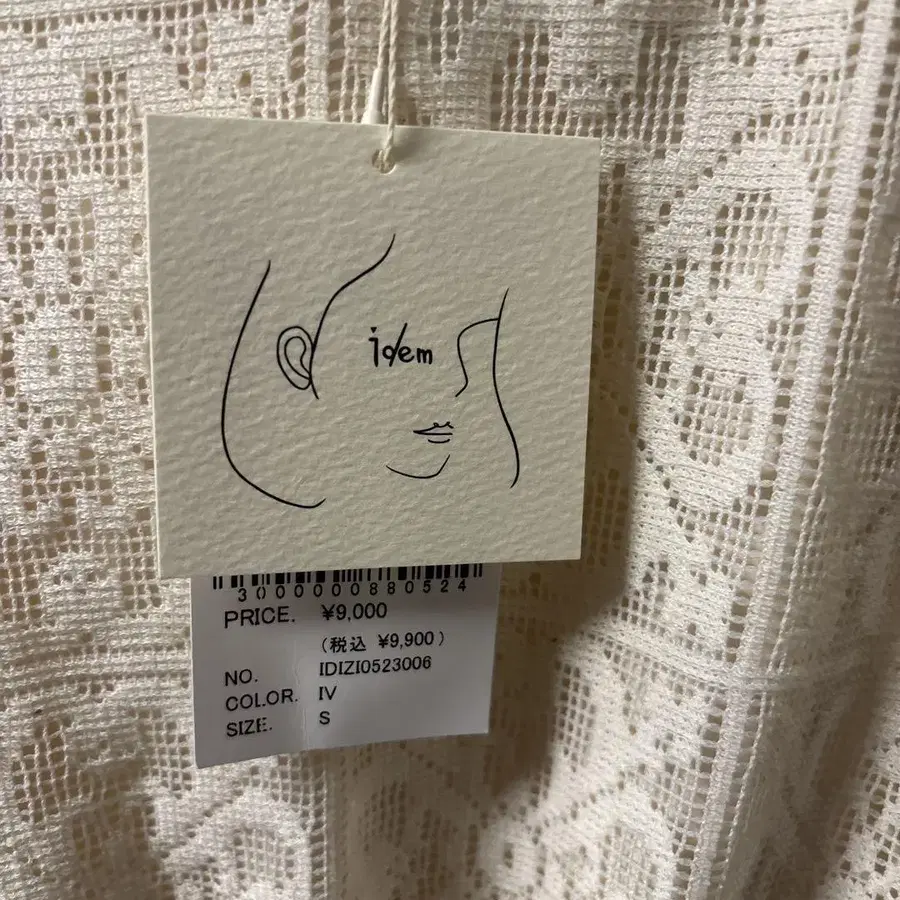 idem
3000000880524
PRICE. ¥9,000
(税込 ¥9,900)
NO. IDIZI0523006
COLOR. IV
SIZE. S